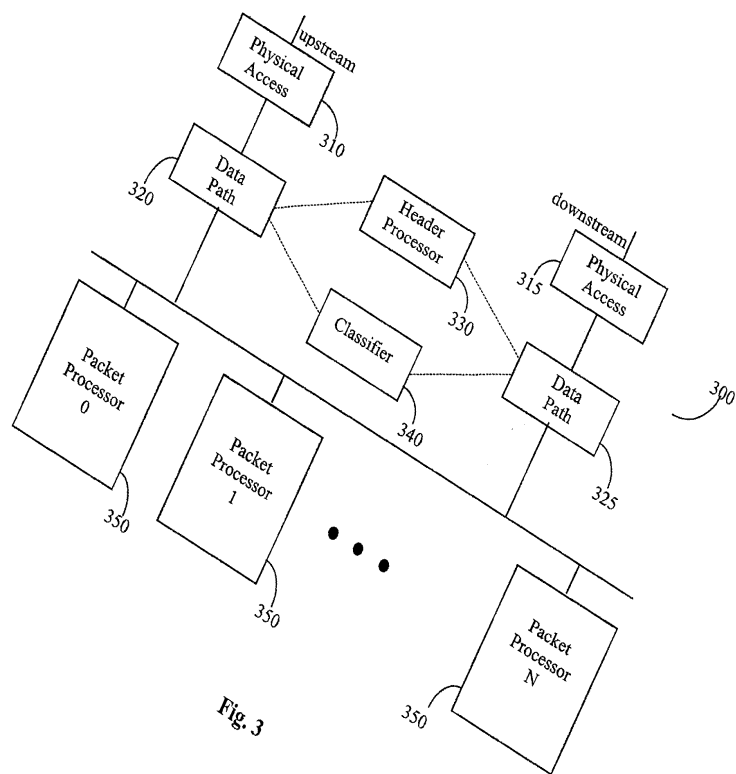 upstream
Physical
Access
310
Data
Path
320
Header
Processor
330
downstream
Physical
Access
315
Classifier
340
Data
Path
325
300
Packet
Processor
0
350
Packet
Processor
1
350
Packet
Processor
N
350
Fig. 3